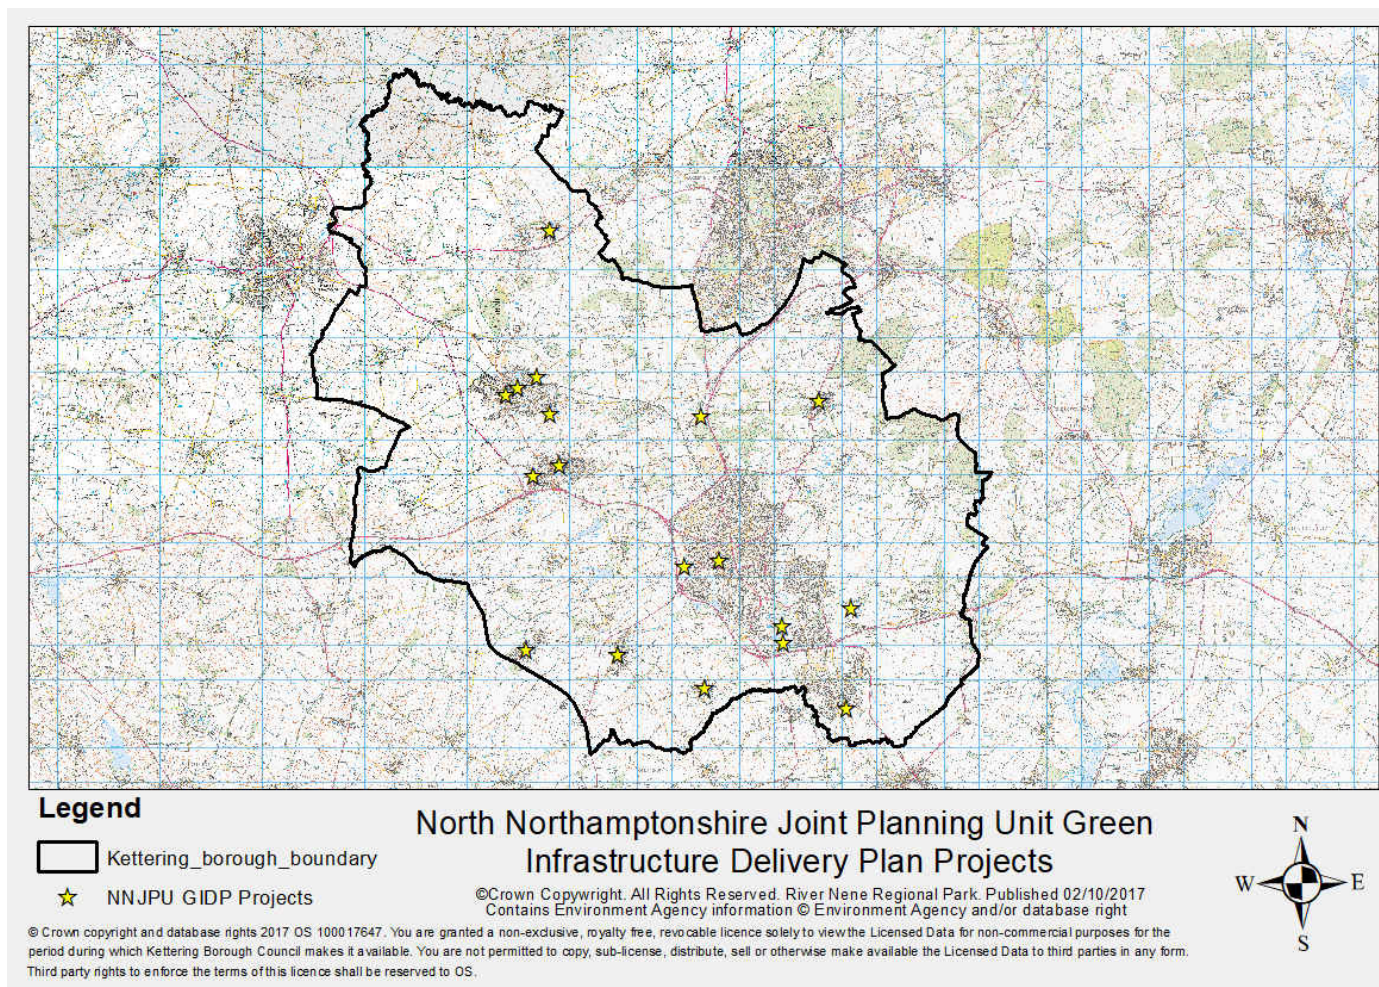 Legend
Kettering_borough_boundary
NNJPU GIDP Projects
North Northamptonshire Joint Planning Unit Green
Infrastructure Delivery Plan Projects
©Crown Copywright. All Rights Reserved. River Nene Regional Park. Published 02/10/2017
Contains Environment Agency information © Environment Agency and/or database right
N
W
E
S
© Crown copyright and database rights 2017 OS 100017647. You are granted a non-exclusive, royalty free, revocable licence solely to view the Licensed Data for non-commercial purposes for the
period during which Kettering Borough Council makes it available. You are not permitted to copy, sub-license, distribute, sell or otherwise make available the Licensed Data to third parties in any form.
Third party rights to enforce the terms of this licence shall be reserved to OS.